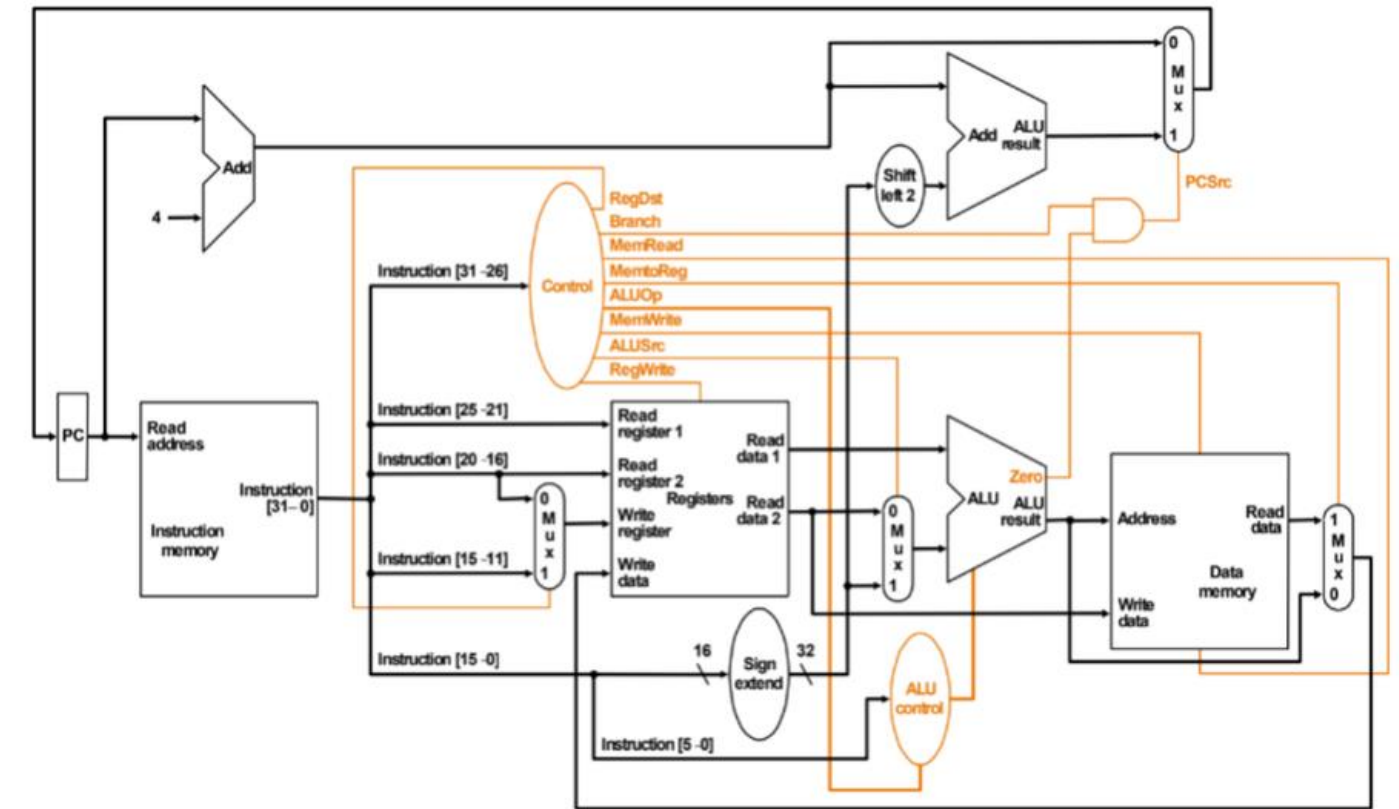 0
M
u
x
1
Add
ALU
result
Add
4
Shift
left 2
PCSrc
RegDst
Branch
MemRead
MemtoReg
ALUOp
MemWrite
ALUSrc
RegWrite
Control
Instruction [31 -26]
Instruction [25 -21]
Instruction [20 -16]
Instruction [15 -11]
Instruction [15 -0]
Instruction [5 -0]
PC
Read
address
Instruction
[31– 0]
Instruction
memory
0
M
u
x
1
Read
register 1
Read
register 2
Write
register
Write
data
Registers
Read
data 1
Read
data 2
0
M
u
x
1
Zero
ALU
ALU
result
Address
Write
data
Read
data
Data
memory
1
M
u
x
0
16
Sign
extend
32
ALU
control